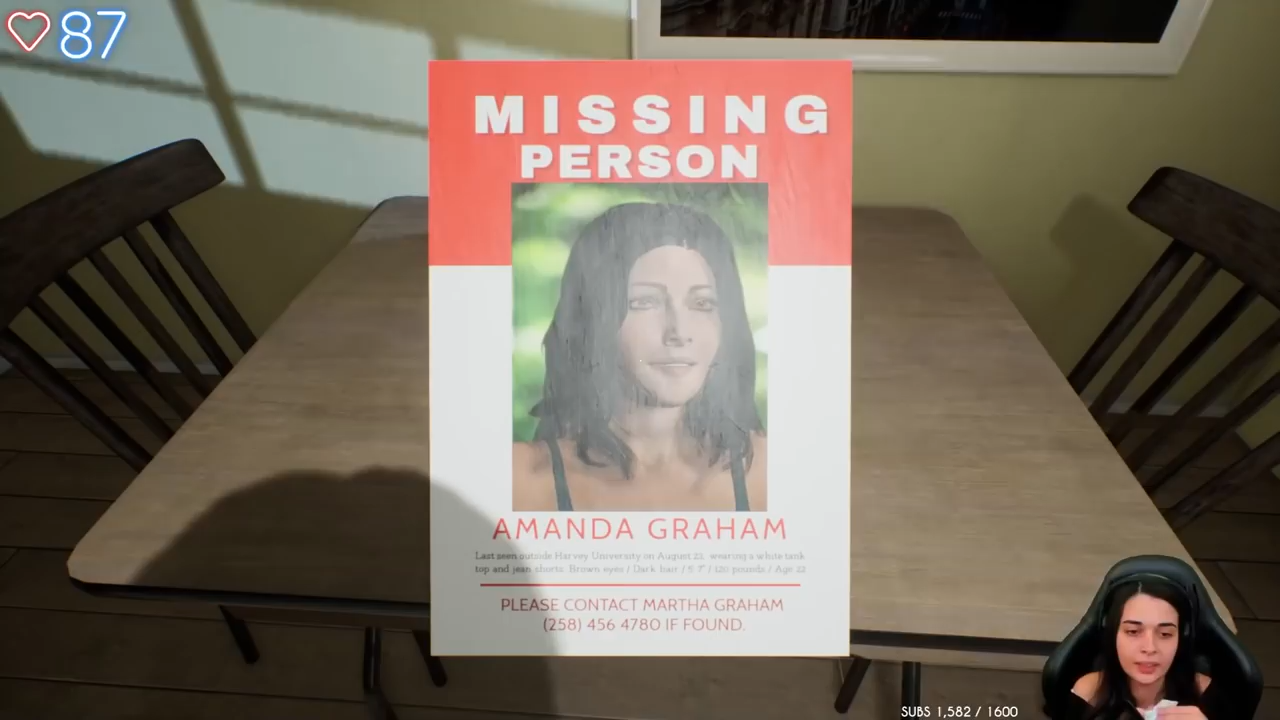 87
MISSING
PERSON
AMANDA GRAHAM
Last seen outside Harvey University on August 22, wearing a white tank
top and jean shorts. Brown eyes / Dark hair / 5'7" / 120 pounds / Age 22
PLEASE CONTACT MARTHA GRAHAM
(258) 456 4780 IF FOUND.
SUBS 1,582 / 1600